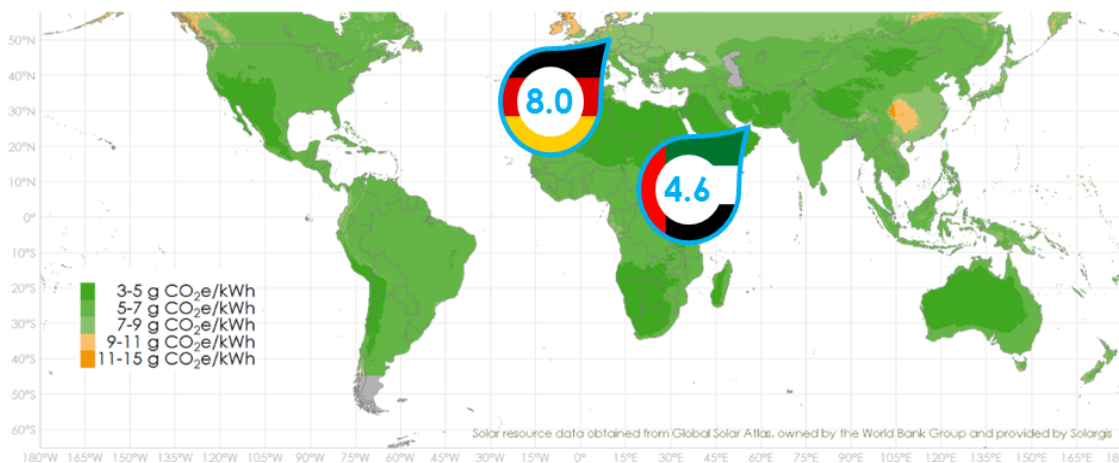 50°N
40°N
30°N
20°N
10°N
0°
10°S
20°S
30°S
40°S
50°S
60°S
8.0
4.6
3-5 g CO₂e/kWh
5-7 g CO₂e/kWh
7-9 g CO₂e/kWh
9-11 g CO₂e/kWh
11-15 g CO₂e/kWh
Solar resource data obtained from Global Solar Atlas, owned by the World Bank Group and provided by Solargis
180°W 165°W 150°W 135°W 120°W 105°W 90°W 75°W 60°W 45°W 30°W 15°W 0° 15°E 30°E 45°E 60°E 75°E 90°E 105°E 120°E 135°E 150°E 165°E